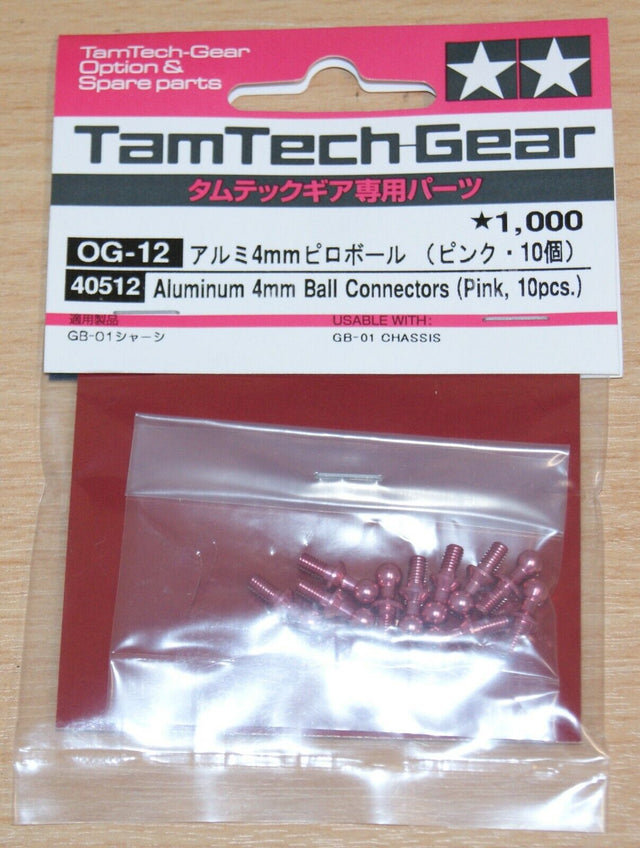 TamTech-Gear
Option &
Spare parts
TamTech-Gear
タムテックギア専用パーツ
★1,000
OG-12 アルミ4mmピロボール （ピンク・10個）
40512 Aluminum 4mm Ball Connectors (Pink, 10pcs.)
適用製品 USABLE WITH:
GB-01シャーシ GB-01 CHASSIS